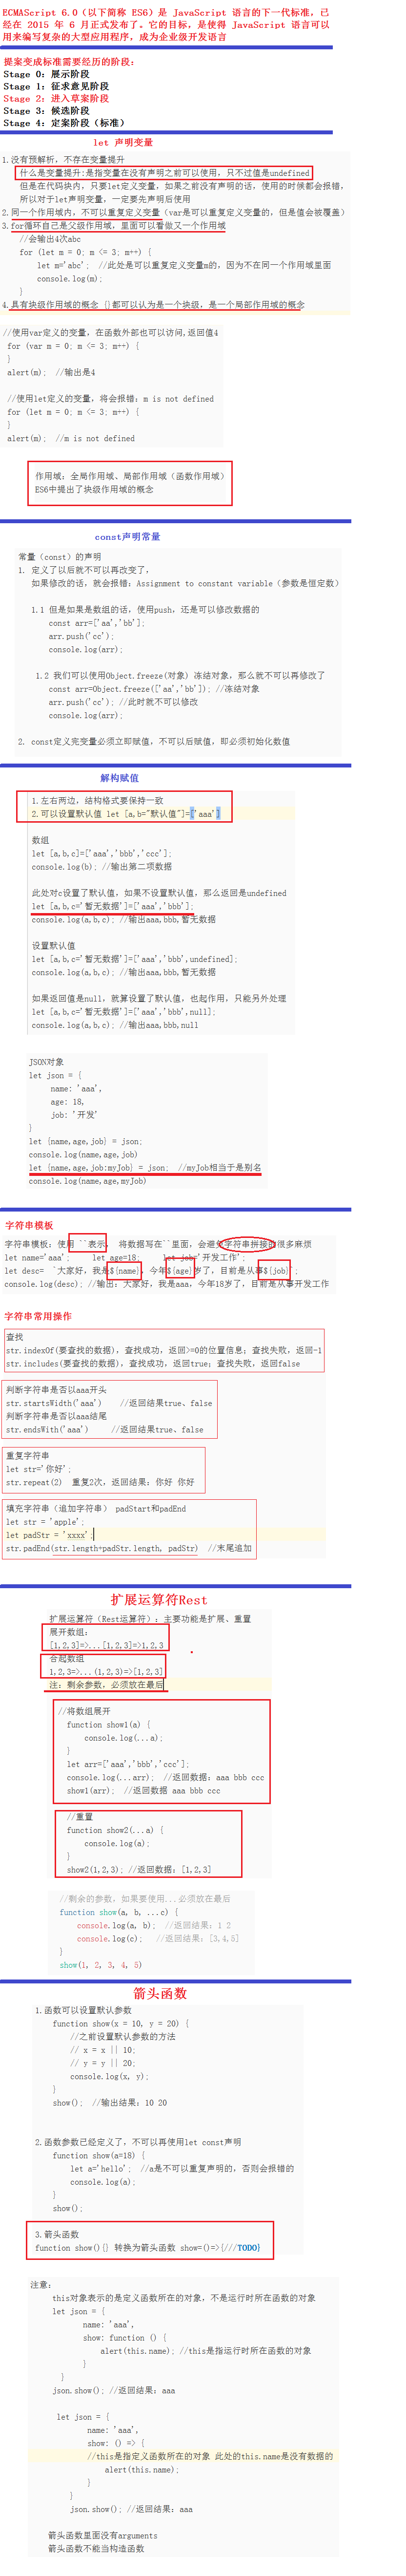 ECMAScript 6.0（以下简称 ES6）是 JavaScript 语言的下一代标准，已
经在 2015 年 6 月正式发布了。它的目标，是使得 JavaScript 语言可以
用来编写复杂的大型应用程序，成为企业级开发语言
提案变成标准需要经历的阶段：
Stage 0：展示阶段
Stage 1：征求意见阶段
Stage 2：进入草案阶段
Stage 3：候选阶段
Stage 4：定案阶段（标准）
let 声明变量
1.没有预解析，不存在变量提升
什么是变量提升：是指变量在没有声明之前可以使用，只不过值是undefined
但是在代码块内，只要let定义变量，如果之前没有声明的话，使用的时候都会报错，
所以对于let声明变量，一定要先声明后使用
2.同一个作用域内，不可以重复定义变量（var是可以重复定义变量的，但是值会被覆盖）
3.for循环自己是父级作用域，里面可以看做又一个作用域
//会输出4次abc
for (let m = 0; m <= 3; m++) {
let m='abc'; //此处是可以重复定义变量m的，因为不在同一个作用域里面
console.log(m);
}
4.具有块级作用域的概念 {}都可以认为是一个块级，是一个局部作用域的概念
//使用var定义的变量，在函数外部也可以访问,返回值4
for (var m = 0; m <= 3; m++) {
}
alert(m); //输出是4
//使用let定义的变量，将会报错：m is not defined
for (let m = 0; m <= 3; m++) {
}
alert(m); //m is not defined
作用域：全局作用域、局部作用域（函数作用域）
ES6中提出了块级作用域的概念
const声明常量
常量（const）的声明
1. 定义了以后就不可以再改变了，
如果修改的话，就会报错：Assignment to constant variable（参数是恒定数）
1.1 但是如果是数组的话，使用push，还是可以修改数据的
const arr=['aa','bb'];
arr.push('cc');
console.log(arr);
1.2 我们可以使用Object.freeze(对象) 冻结对象，那么就不可以再修改了
const arr=Object.freeze(['aa','bb']); //冻结对象
arr.push('cc'); //此时就不可以修改
console.log(arr);
2. const定义完变量必须立即赋值，不可以后赋值，即必须初始化数值
解构赋值
1.左右两边，结构格式要保持一致
2.可以设置默认值 let [a,b="默认值"]=['aaa']
数组
let [a,b,c]=['aaa','bbb','ccc'];
console.log(b); //输出第二项数据
此处对c设置了默认值，如果不设置默认值，那么返回是undefined
let [a,b,c='暂无数据']=['aaa','bbb'];
console.log(a,b,c); //输出aaa,bbb,暂无数据
设置默认值
let [a,b,c='暂无数据']=['aaa','bbb',undefined];
console.log(a,b,c); //输出aaa,bbb,暂无数据
如果返回值是null，就算设置了默认值，也起作用，只能另外处理
let [a,b,c='暂无数据']=['aaa','bbb',null];
console.log(a,b,c); //输出aaa,bbb,null
JSON对象
let json = {
name: 'aaa',
age: 18,
job: '开发'
}
let {name,age,job} = json;
console.log(name,age,job)
let {name,age,job:myJob} = json; //myJob相当于是别名
console.log(name,age,myJob)
字符串模板
字符串模板：使用 ``表示， 将数据写在``里面，会避免字符串拼接的很多麻烦
let name='aaa'; let age=18; let job='开发工作';
let desc= `大家好，我是${name}，今年${age}岁了，目前是从事${job}`;
console.log(desc); //输出：大家好，我是aaa，今年18岁了，目前是从事开发工作
字符串常用操作
查找
str.indexOf(要查找的数据)，查找成功，返回>=0的位置信息；查找失败，返回-1
str.includes(要查找的数据)，查找成功，返回true；查找失败，返回false
判断字符串是否以aaa开头
str.startsWidth('aaa') //返回结果true、false
判断字符串是否以aaa结尾
str.endsWith('aaa') //返回结果true、false
重复字符串
let str='你好';
str.repeat(2) 重复2次，返回结果：你好 你好
填充字符串（追加字符串） padStart和padEnd
let str = 'apple';
let padStr = 'xxxx';
str.padEnd(str.length+padStr.length, padStr) //末尾追加
扩展运算符Rest
扩展运算符（Rest运算符）：主要功能是扩展、重置
展开数组：
[1,2,3]=>...[1,2,3]=>1,2,3
合起数组
1,2,3=>...(1,2,3)=>[1,2,3]
注：剩余参数，必须放在最后
//将数组展开
function show1(a) {
console.log(...a);
}
let arr=['aaa','bbb','ccc'];
console.log(...arr); //返回数据：aaa bbb ccc
show1(arr); //返回数据 aaa bbb ccc
//重置
function show2(...a) {
console.log(a);
}
show2(1,2,3); //返回数据：[1,2,3]
//剩余的参数，如果要使用...必须放在最后
function show(a, b, ...c) {
console.log(a, b); //返回结果：1 2
console.log(c); //返回结果：[3,4,5]
}
show(1, 2, 3, 4, 5)
箭头函数
1.函数可以设置默认参数
function show(x = 10, y = 20) {
//之前设置默认参数的方法
// x = x || 10;
// y = y || 20;
console.log(x, y);
}
show(); //输出结果：10 20
2.函数参数已经定义了，不可以再使用let const声明
function show(a=18) {
let a='hello'; //a是不可以重复声明的，否则会报错的
console.log(a);
}
show();
3.箭头函数
function show(){} 转换为箭头函数 show=()=>{///TODO}
注意：
this对象表示的是定义函数所在的对象，不是运行时所在函数的对象
let json = {
name: 'aaa',
show: function () {
alert(this.name); //this是指运行时所在函数的对象
}
}
json.show(); //返回结果：aaa
let json = {
name: 'aaa',
show: () => {
//this是指定义函数所在的对象 此处的this.name是没有数据的
alert(this.name);
}
}
json.show(); //返回结果：aaa
箭头函数里面没有arguments
箭头函数不能当构造函数